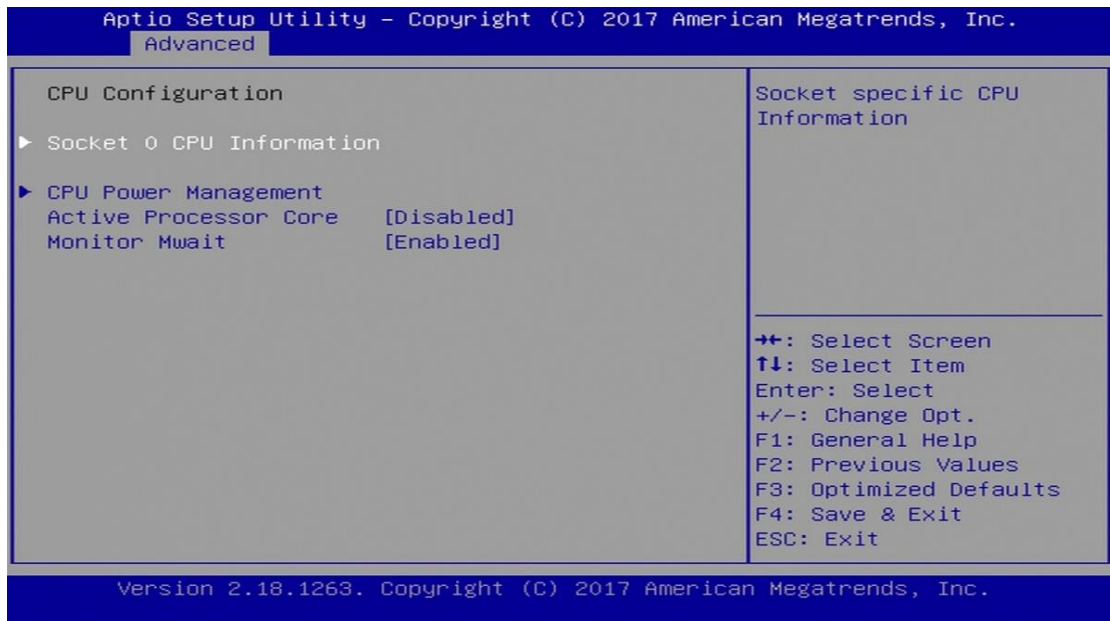 Aptio Setup Utility – Copyright (C) 2017 American Megatrends, Inc.
Advanced
CPU Configuration
Socket 0 CPU Information
CPU Power Management
Active Processor Core [Disabled]
Monitor Mwait [Enabled]
Socket specific CPU
Information
→←: Select Screen
↑↓: Select Item
Enter: Select
+/-: Change Opt.
F1: General Help
F2: Previous Values
F3: Optimized Defaults
F4: Save & Exit
ESC: Exit
Version 2.18.1263. Copyright (C) 2017 American Megatrends, Inc.